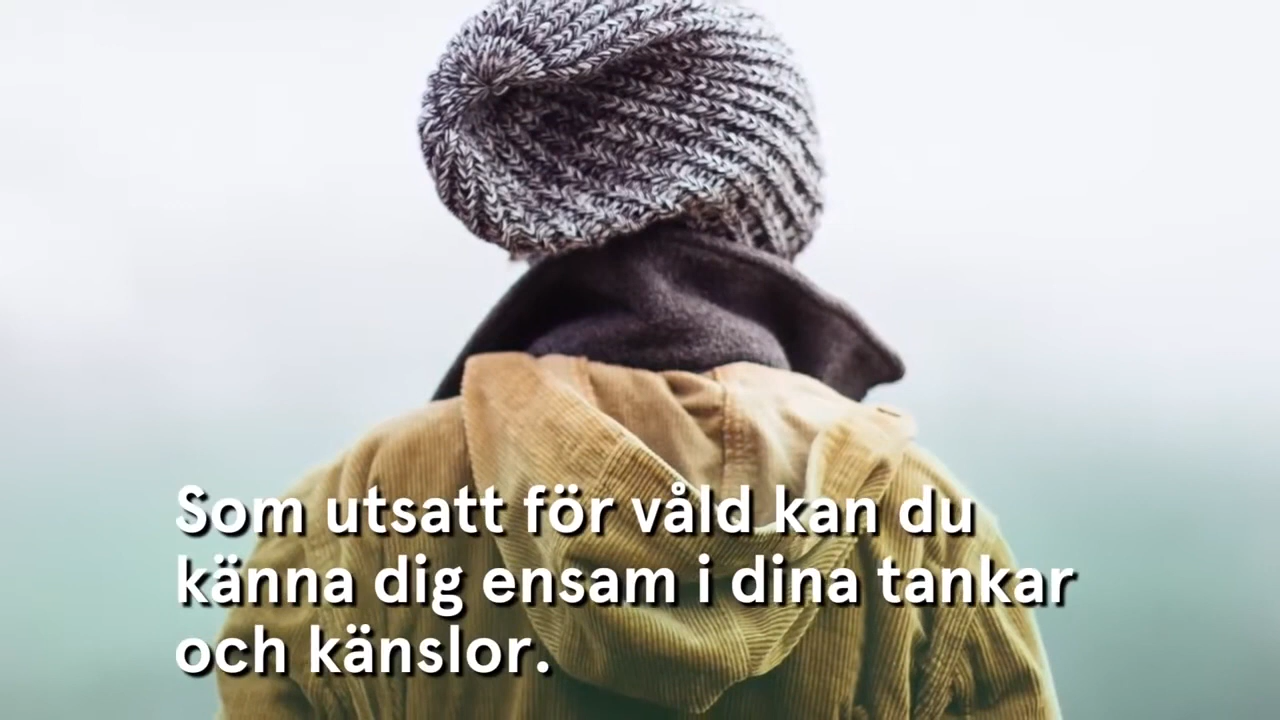 Som utsatt för våld kan du
känna dig ensam i dina tankar
och känslor.